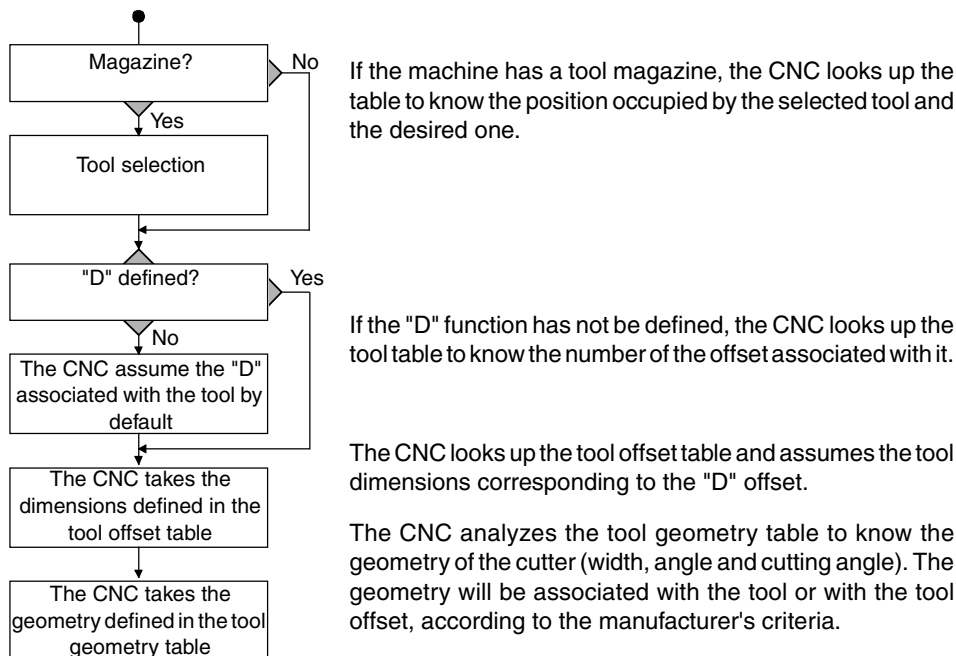 Magazine?
No
Yes
Tool selection
If the machine has a tool magazine, the CNC looks up the
table to know the position occupied by the selected tool and
the desired one.
"D" defined?
Yes
No
The CNC assume the "D"
associated with the tool by
default
If the "D" function has not be defined, the CNC looks up the
tool table to know the number of the offset associated with it.
The CNC takes the
dimensions defined in the
tool offset table
The CNC looks up the tool offset table and assumes the tool
dimensions corresponding to the "D" offset.
The CNC takes the
geometry defined in the tool
geometry table
The CNC analyzes the tool geometry table to know the
geometry of the cutter (width, angle and cutting angle). The
geometry will be associated with the tool or with the tool
offset, according to the manufacturer's criteria.